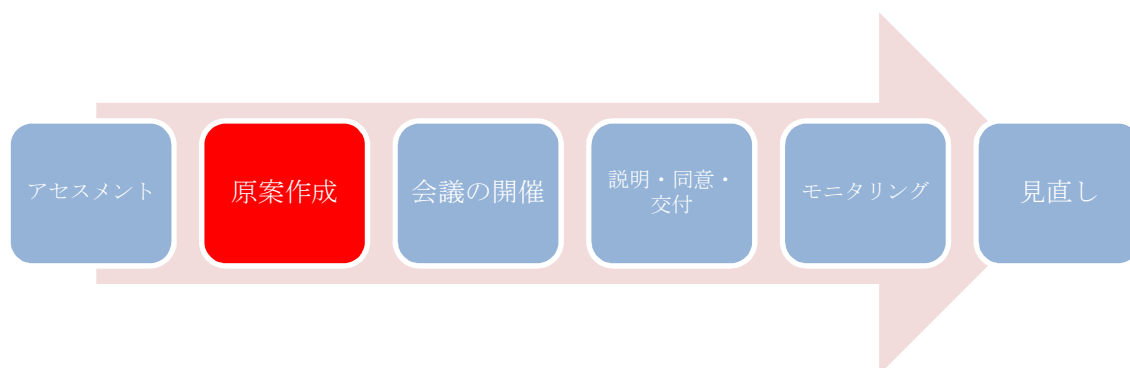 アセスメント
原案作成
会議の開催
説明・同意・
交付
モニタリング
見直し